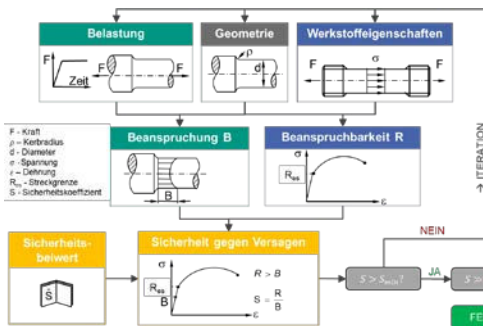 Belastung
Geometrie
Werkstoffeigenschaften
F
F
F
Zeit
ρ
d
σ
F
F
F - Kraft
ρ – Kerbradius
d - Diameter
σ - Spannung
ε – Dehnung
Res - Streckgrenze
S - Sicherheitskoeffizient
Beanspruchung B
Beanspruchbarkeit R
B
σ
Res
ε
→ ITERATION
Sicherheits-
beiwert
S
Sicherheit gegen Versagen
σ
Res
B
ε
R > B
S = R/B
NEIN
S > Smin?
JA
S >
FE